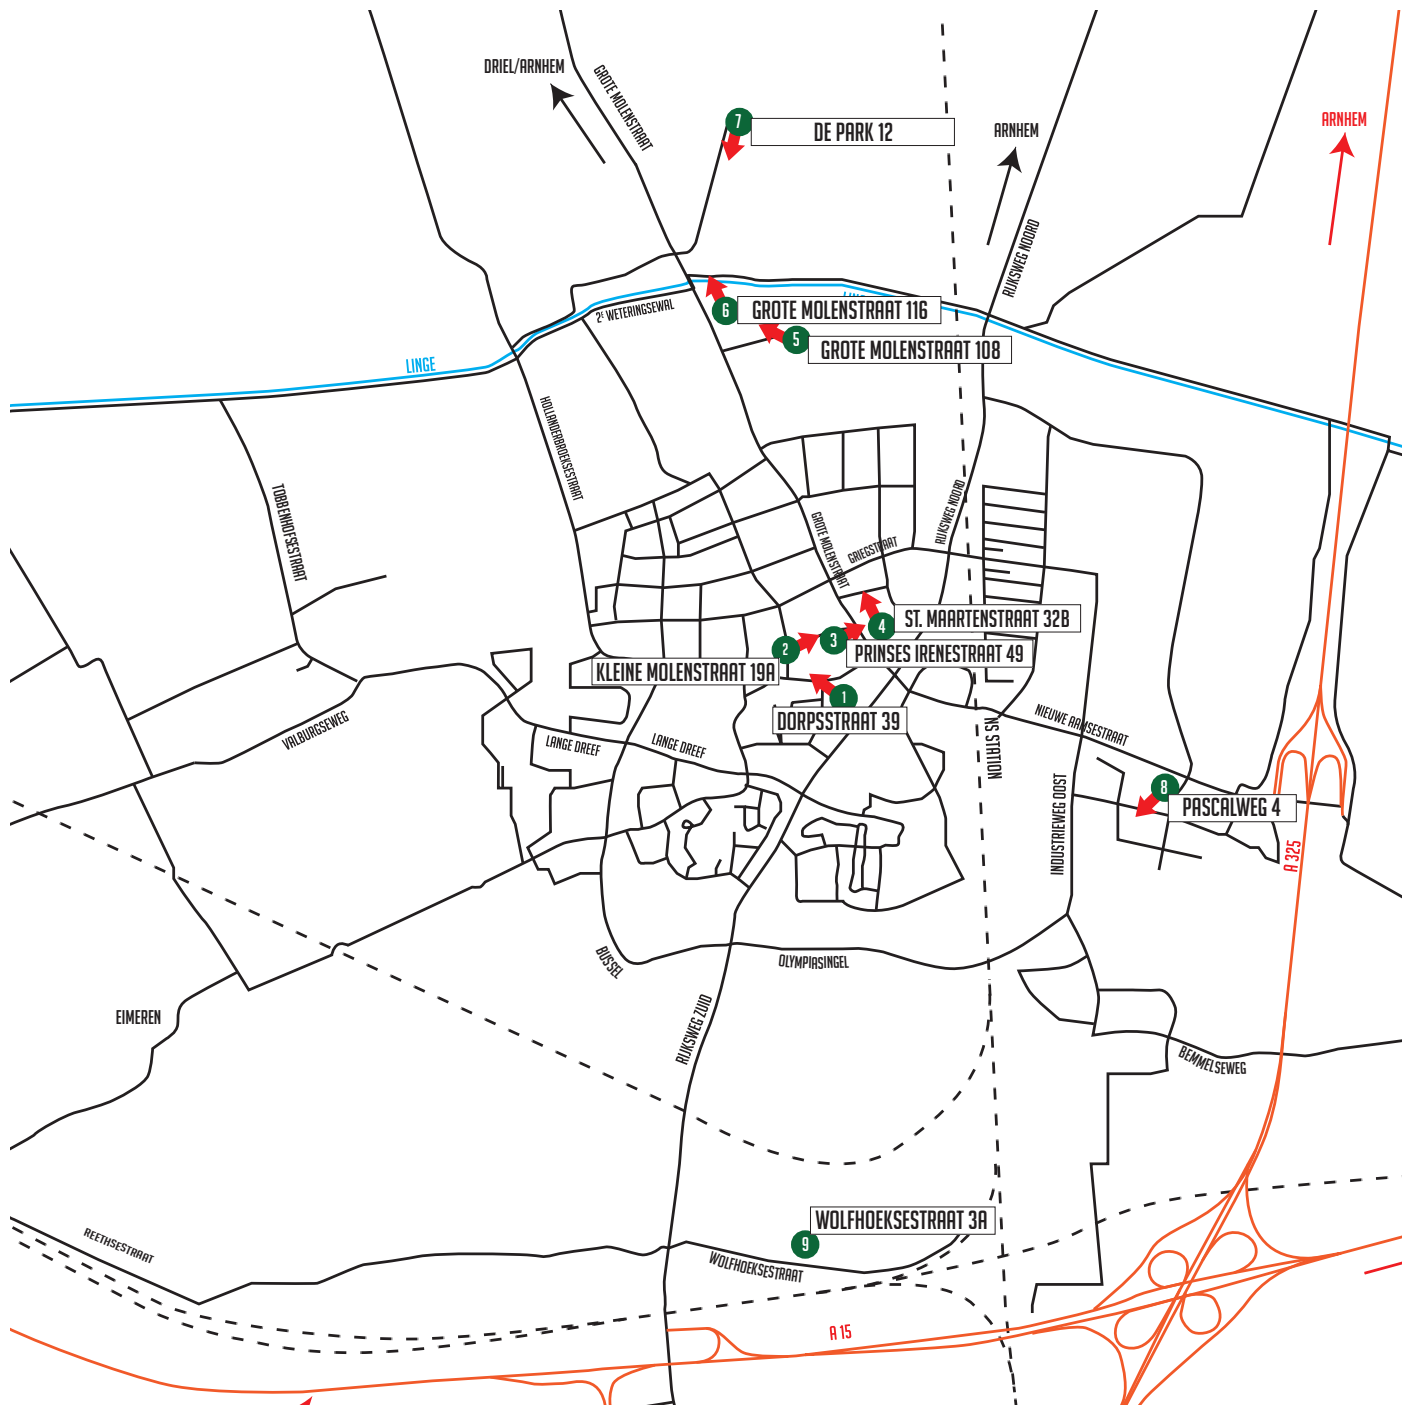 DRIEL/ARNHEM
GROTE MOLENSTRAAT
7
DE PARK 12
ARNHEM
ARNHEM
RIJKSWEG NOORD
6
GROTE MOLENSTRAAT 116
2E WETERINGSEWAL
5
GROTE MOLENSTRAAT 108
LINGE
HOLLANDERBROEKSESTRAAT
TOBBENHOFSESTRAAT
GROTE MOLENSTRAAT
GRIEGSTRAAT
RIJKSWEG NOORD
4
ST. MAARTENSTRAAT 32B
3
PRINSES IRENESTRAAT 49
2
KLEINE MOLENSTRAAT 19A
1
DORPSSTRAAT 39
VALBURGSEWEG
LANGE DREEF
LANGE DREEF
NS STATION
NIEUWE AAMSESTRAAT
8
PASCALWEG 4
INDUSTRIEWEG OOST
A 325
BUSSEL
OLYMPIASINGEL
EIMEREN
RIJKSWEG ZUID
BEMMELSEWEG
WOLFHOEKSESTRAAT 3A
9
REETHSESTRAAT
WOLFHOEKSESTRAAT
A 15